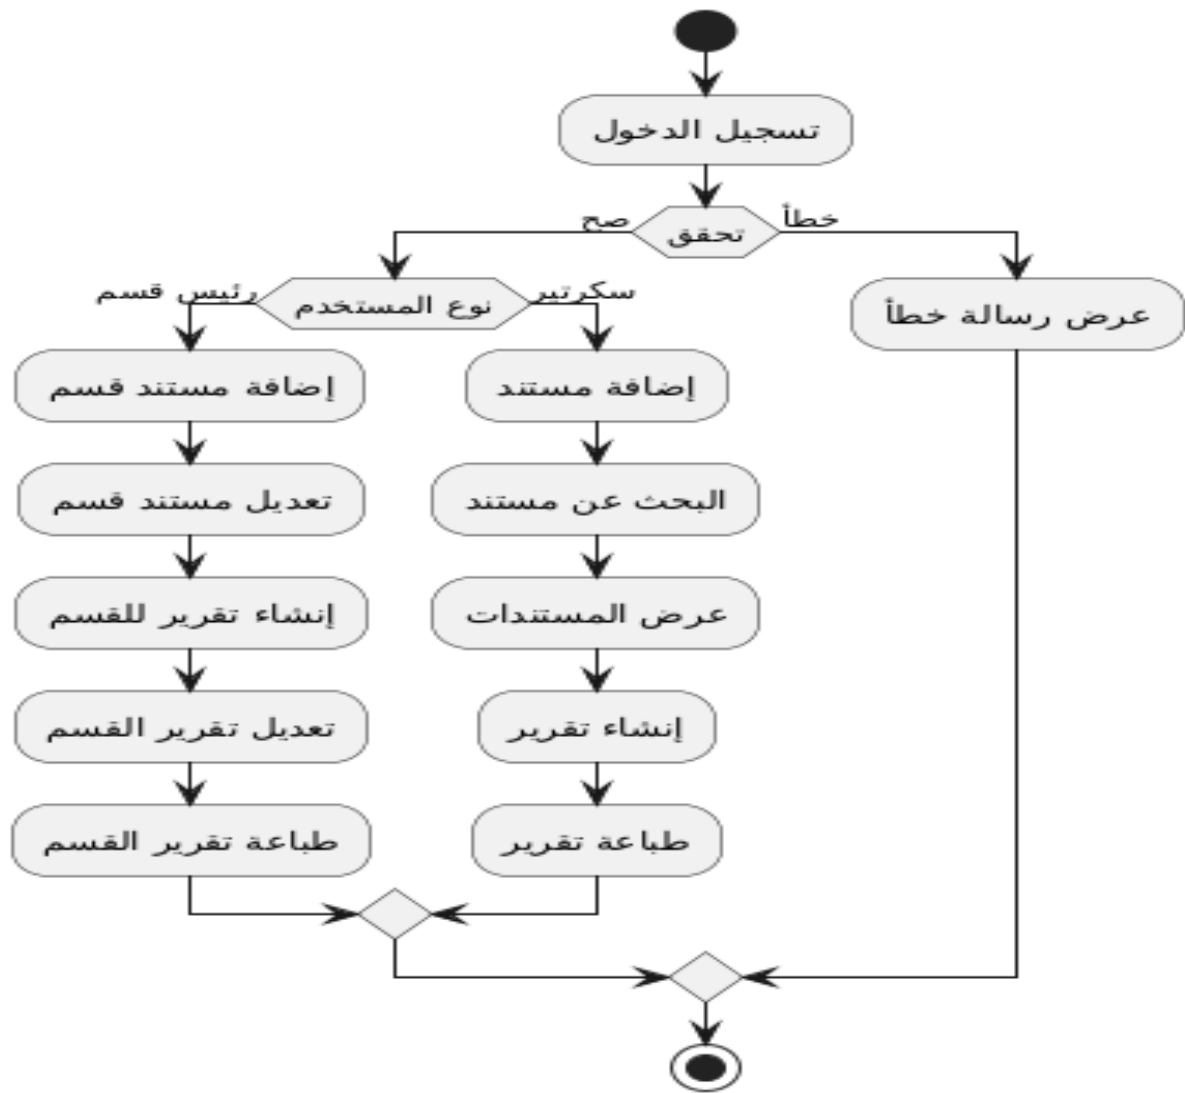 تسجيل الدخول
تحقق
صح
خطأ
نوع المستخدم
رئيس قسم
سكرتير
عرض رسالة خطأ
إضافة مستند قسم
إضافة مستند
تعديل مستند قسم
البحث عن مستند
إنشاء تقرير للقسم
عرض المستندات
تعديل تقرير القسم
إنشاء تقرير
طباعة تقرير القسم
طباعة تقرير